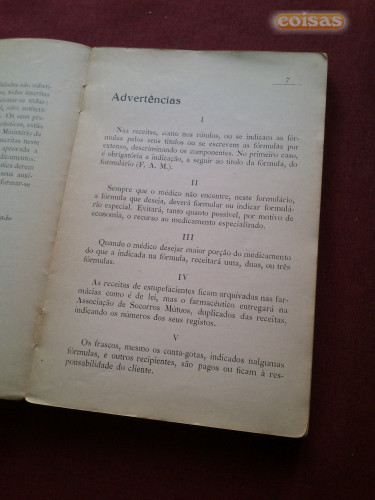 coisas
7
Advertências
I
Nas receitas, como nos rótulos, ou se indicam as fór-
mulas pelos seus títulos ou se escrevem as fórmulas por
extenso, descriminando os componentes. No primeiro caso,
é obrigatória a indicação, a seguir ao título da fórmula, do
formulário (F. A. M.).
II
Sempre que o médico não encontre, neste formulário,
a fórmula que deseja, deverá formular ou indicar formulá-
rio especial. Evitará, tanto quanto possível, por motivo de
economia, o recurso ao medicamento especializado.
III
Quando o médico desejar maior porção do medicamento
do que a indicada na fórmula, receitará uma, duas, ou três
fórmulas.
IV
As receitas de estupefacientes ficam arquivadas nas far-
mácias como é de lei, mas o farmacêutico entregará na
Associação de Socorros Mútuos, duplicados das receitas,
indicando os números dos seus registos.
V
Os frascos, mesmo os conta-gotas, indicados nalgumas
fórmulas, e outros recipientes, são pagos ou ficam à res-
ponsabilidade do cliente.